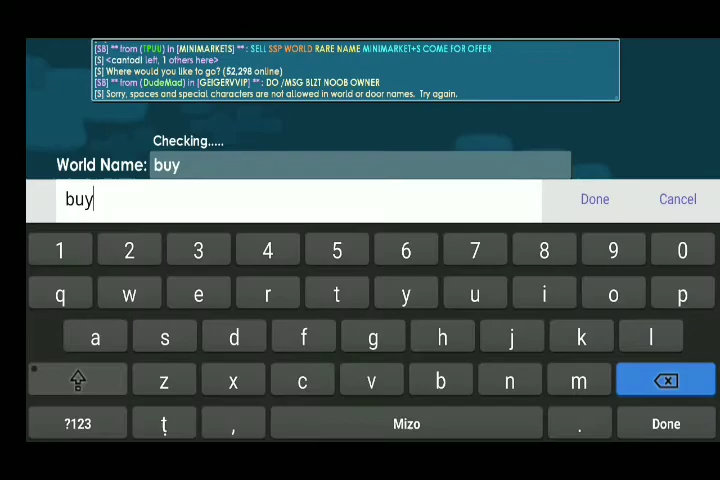 [SB] ** from (TPUU) in [MINIMARKETS] ** : SELL SSP WORLD RARE NAME MINIMARKET+S COME FOR OFFER
[S] <cantodi left, 1 others here>
[S] Where would you like to go? (52,298 online)
[SB] ** from (DudeMad) in [GEIGERVVIP] ** : DO /MSG BLZT NOOB OWNER
[S] Sorry, spaces and special characters are not allowed in world or door names. Try again.
Checking.....
World Name: buy
buy Done Cancel
1 2 3 4 5 6 7 8 9 0
q w e r t y u i o p
a s d f g h j k l
z x c v b n m
?123 ṭ , Mizo . Done